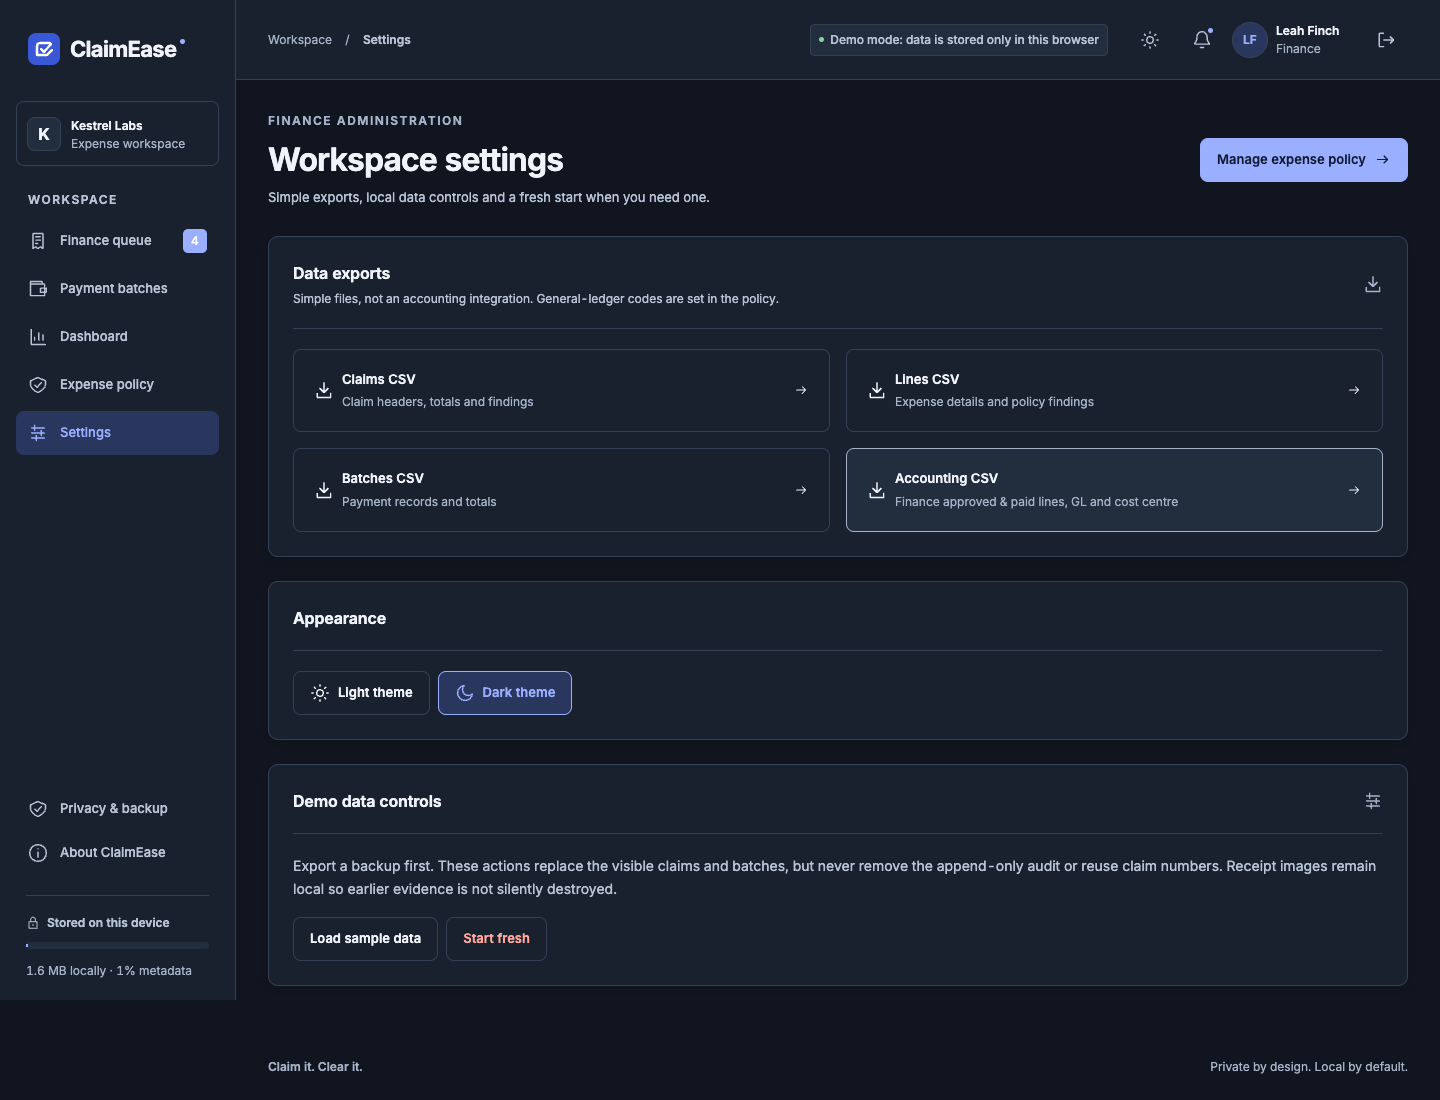 ClaimEase
Workspace / Settings
Demo mode: data is stored only in this browser
LF
Leah Finch
Finance
K
Kestrel Labs
Expense workspace
WORKSPACE
Finance queue 4
Payment batches
Dashboard
Expense policy
Settings
Privacy & backup
About ClaimEase
Stored on this device
1.6 MB locally · 1% metadata
FINANCE ADMINISTRATION
Workspace settings
Simple exports, local data controls and a fresh start when you need one.
Manage expense policy
Data exports
Simple files, not an accounting integration. General-ledger codes are set in the policy.
Claims CSV
Claim headers, totals and findings
Lines CSV
Expense details and policy findings
Batches CSV
Payment records and totals
Accounting CSV
Finance approved & paid lines, GL and cost centre
Appearance
Light theme
Dark theme
Demo data controls
Export a backup first. These actions replace the visible claims and batches, but never remove the append-only audit or reuse claim numbers. Receipt images remain
local so earlier evidence is not silently destroyed.
Load sample data
Start fresh
Claim it. Clear it.
Private by design. Local by default.